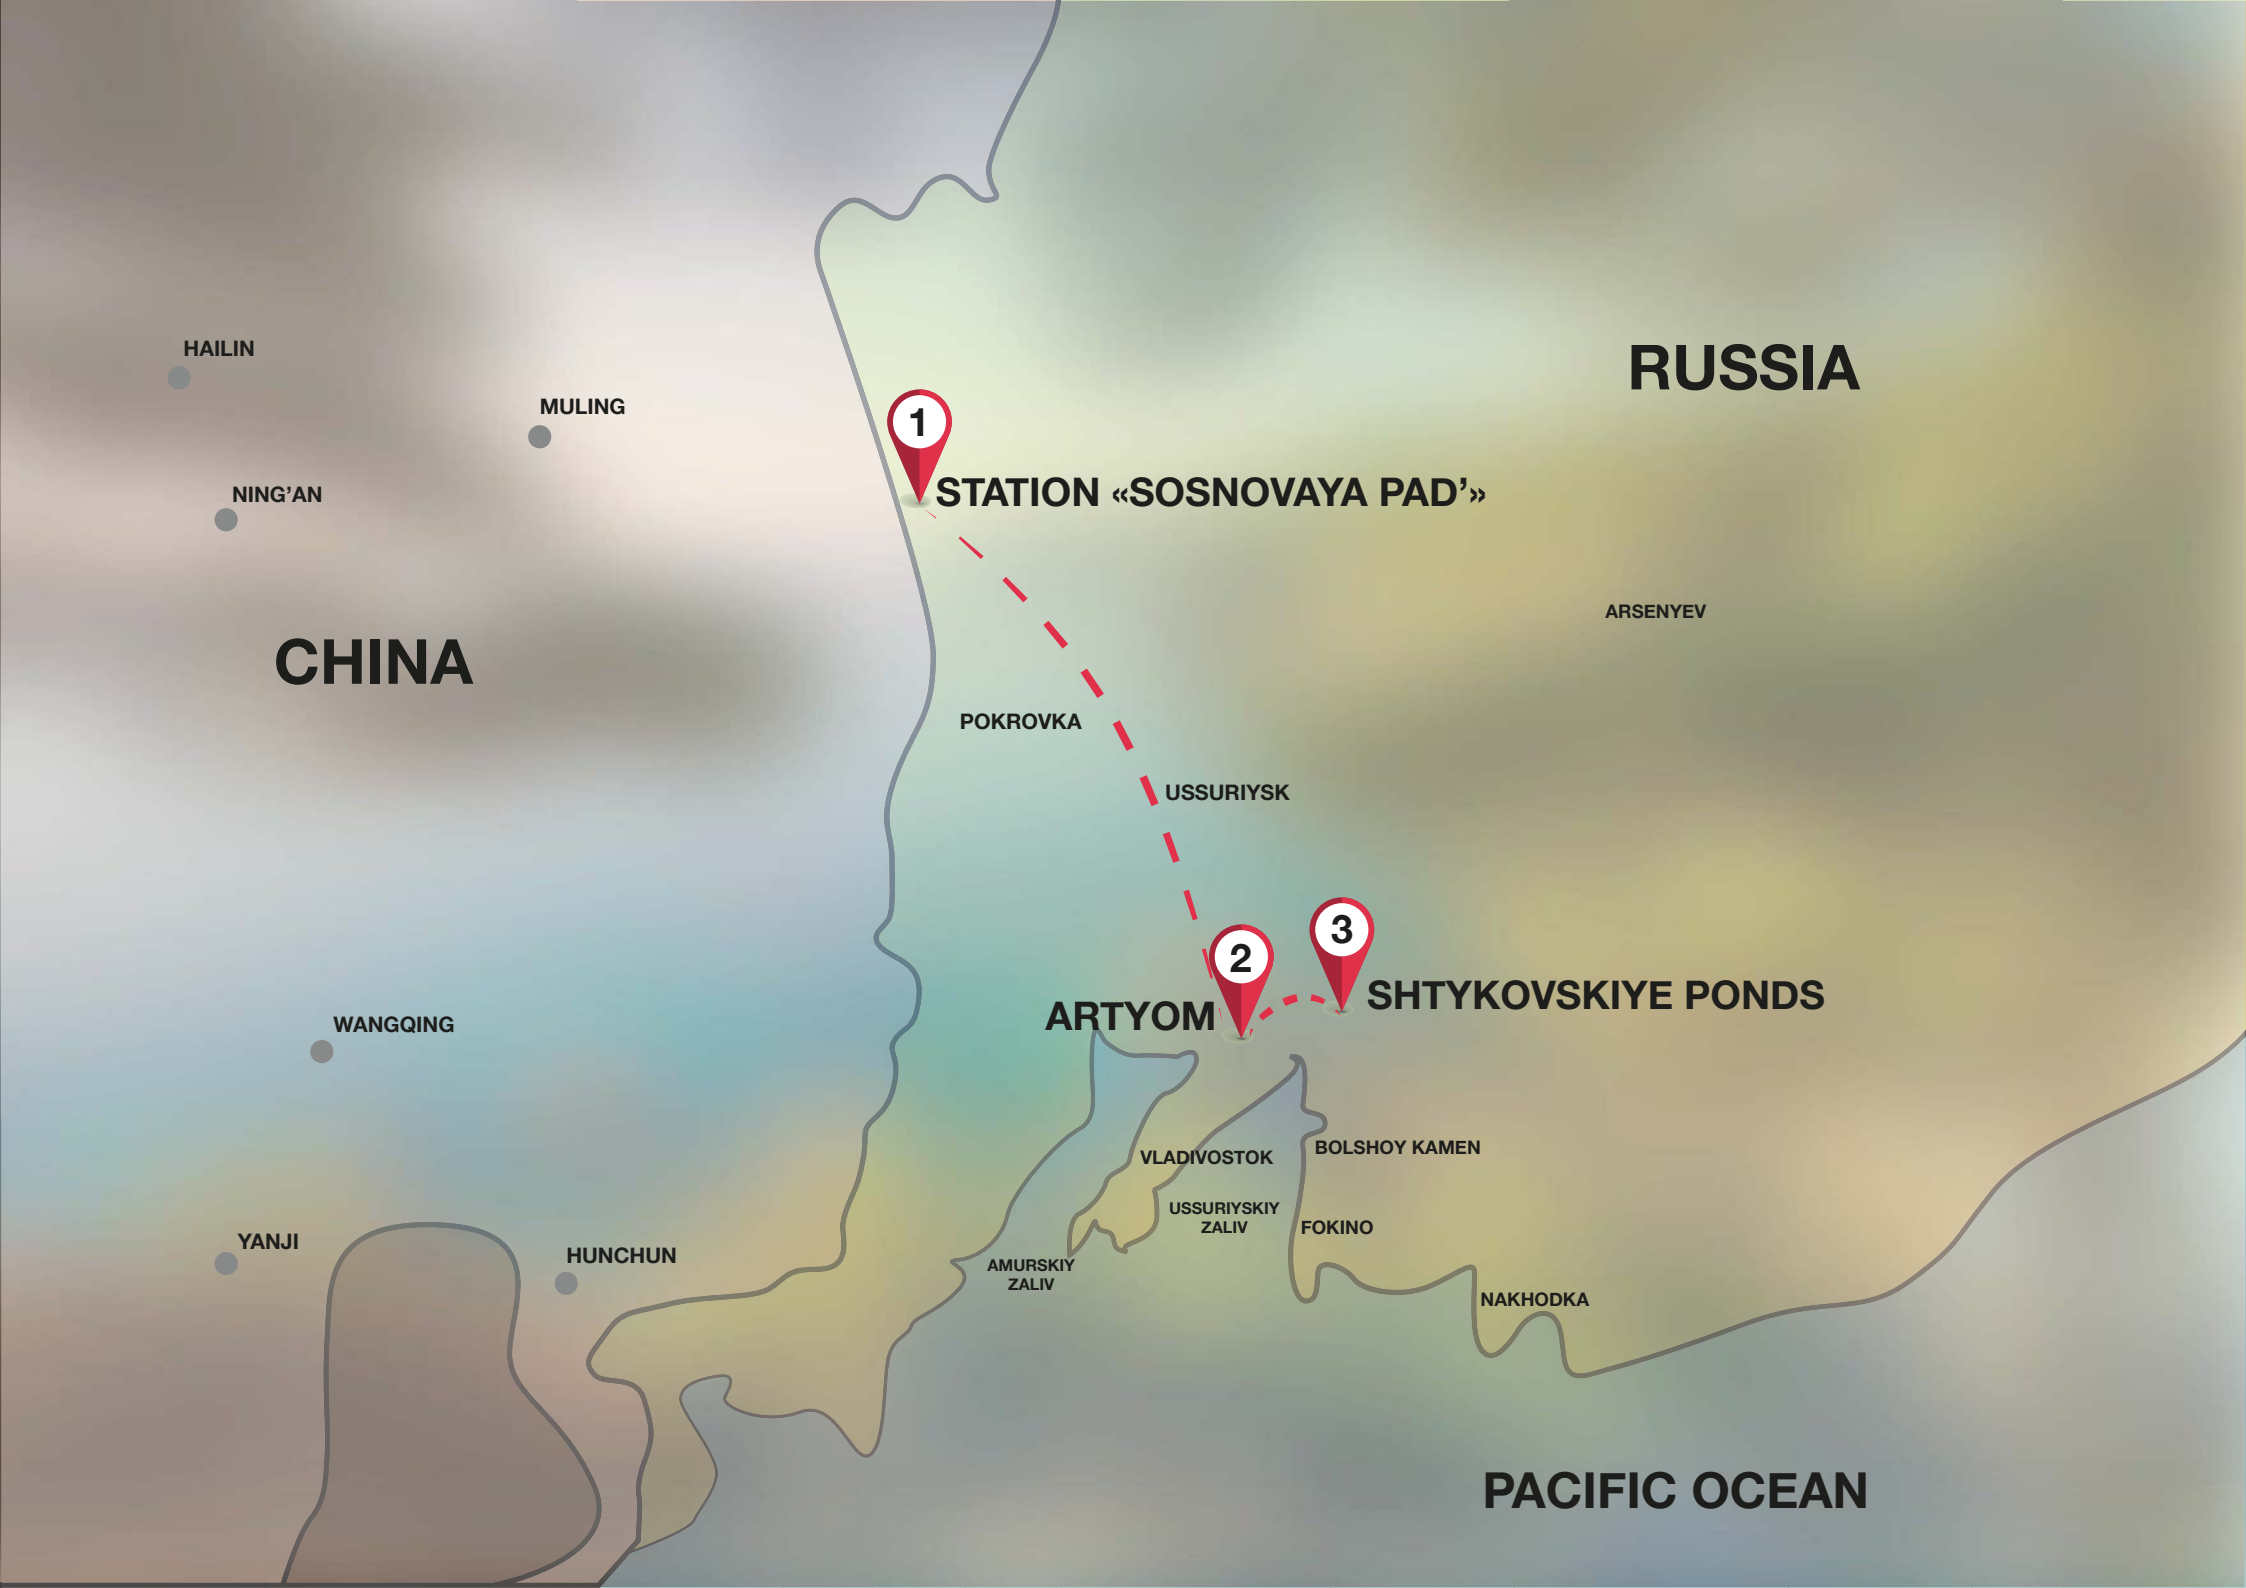 HAILIN
RUSSIA
MULING
1
STATION «SOSNOVAYA PAD'»
NING’AN
ARSENYEV
CHINA
POKROVKA
USSURIYSK
3
2
SHTYKOVSKIYE PONDS
ARTYOM
WANGQING
BOLSHOY KAMEN
VLADIVOSTOK
USSURIYSKIY
ZALIV
FOKINO
YANJI
HUNCHUN
AMURSKIY
ZALIV
NAKHODKA
PACIFIC OCEAN